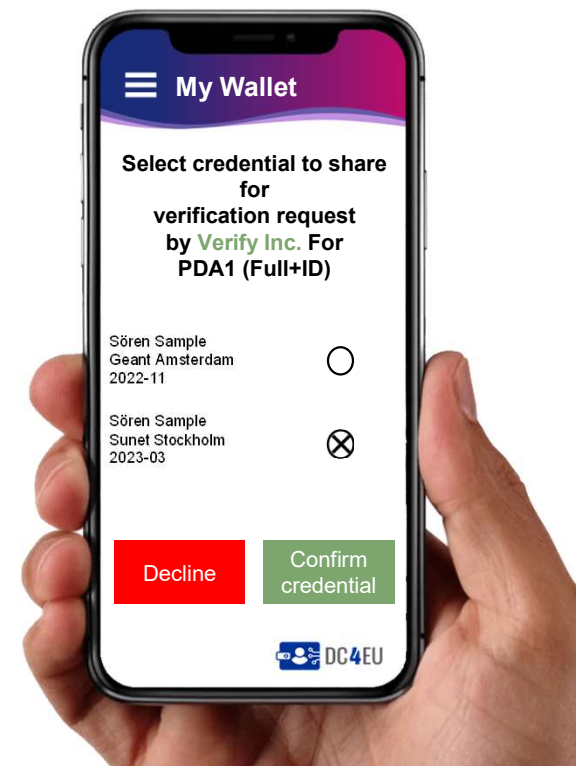 My Wallet
Select credential to share
for
verification request
by Verify Inc. For
PDA1 (Full+ID)
Sören Sample
Geant Amsterdam
2022-11
Sören Sample
Sunet Stockholm
2023-03
Decline
Confirm
credential
DC4EU